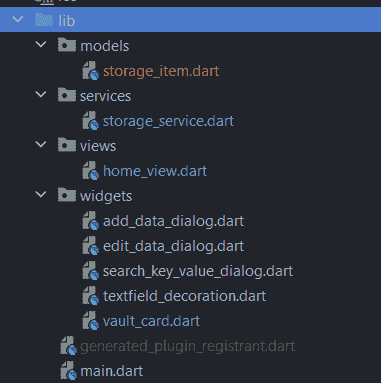 lib
models
storage_item.dart
services
storage_service.dart
views
home_view.dart
widgets
add_data_dialog.dart
edit_data_dialog.dart
search_key_value_dialog.dart
textfield_decoration.dart
vault_card.dart
generated_plugin_registrant.dart
main.dart